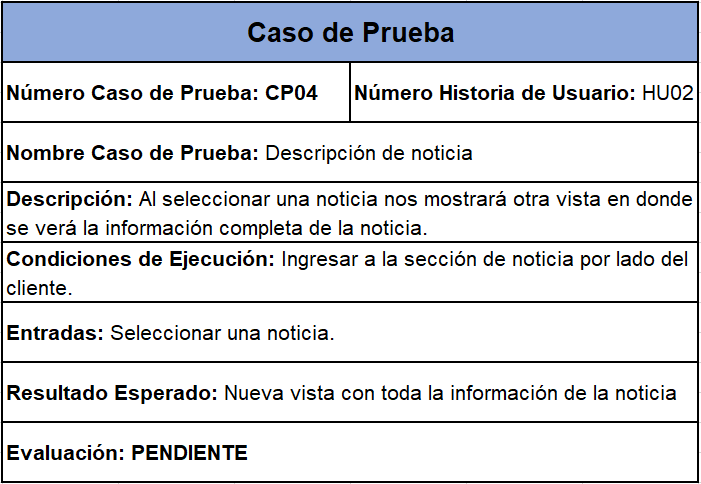 Caso de Prueba
Número Caso de Prueba: CP04
Número Historia de Usuario: HU02
Nombre Caso de Prueba: Descripción de noticia
Descripción: Al seleccionar una noticia nos mostrará otra vista en donde
se verá la información completa de la noticia.
Condiciones de Ejecución: Ingresar a la sección de noticia por lado del
cliente.
Entradas: Seleccionar una noticia.
Resultado Esperado: Nueva vista con toda la información de la noticia
Evaluación: PENDIENTE